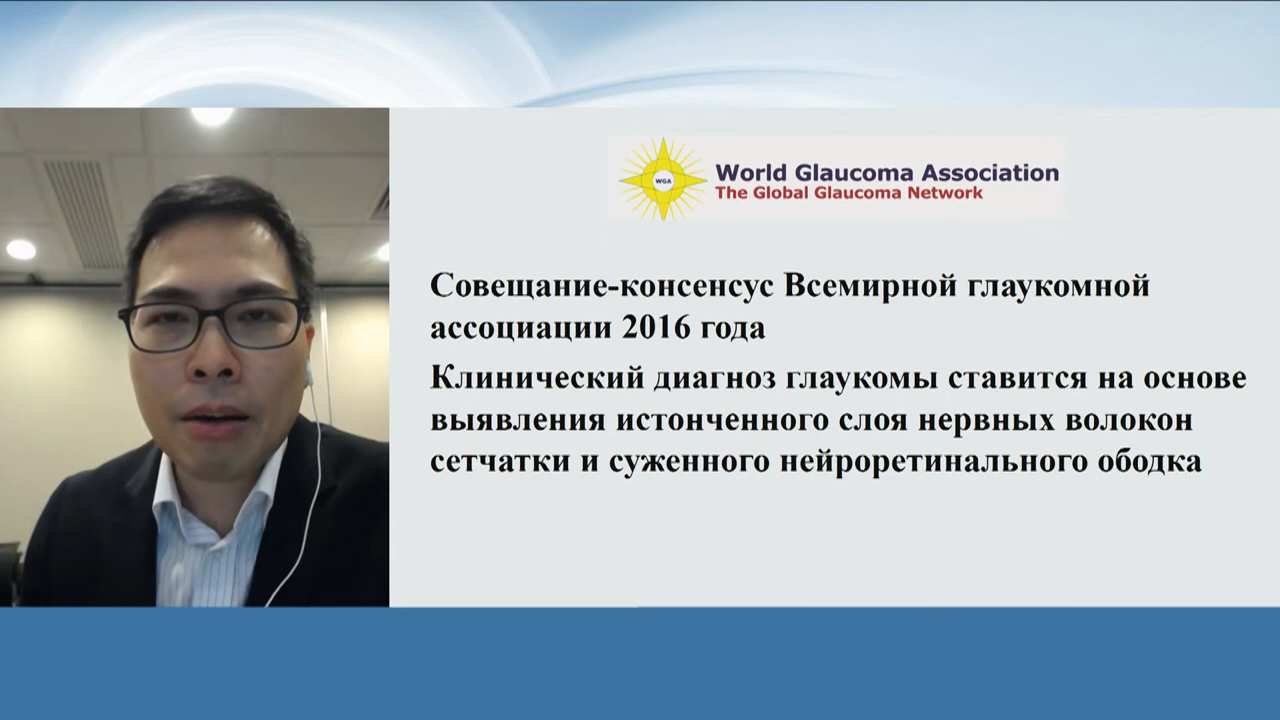 WGA
World Glaucoma Association
The Global Glaucoma Network
Совещание-консенсус Всемирной глаукомной
ассоциации 2016 года
Клинический диагноз глаукомы ставится на основе
выявления истонченного слоя нервных волокон
сетчатки и суженного нейроретинального ободка